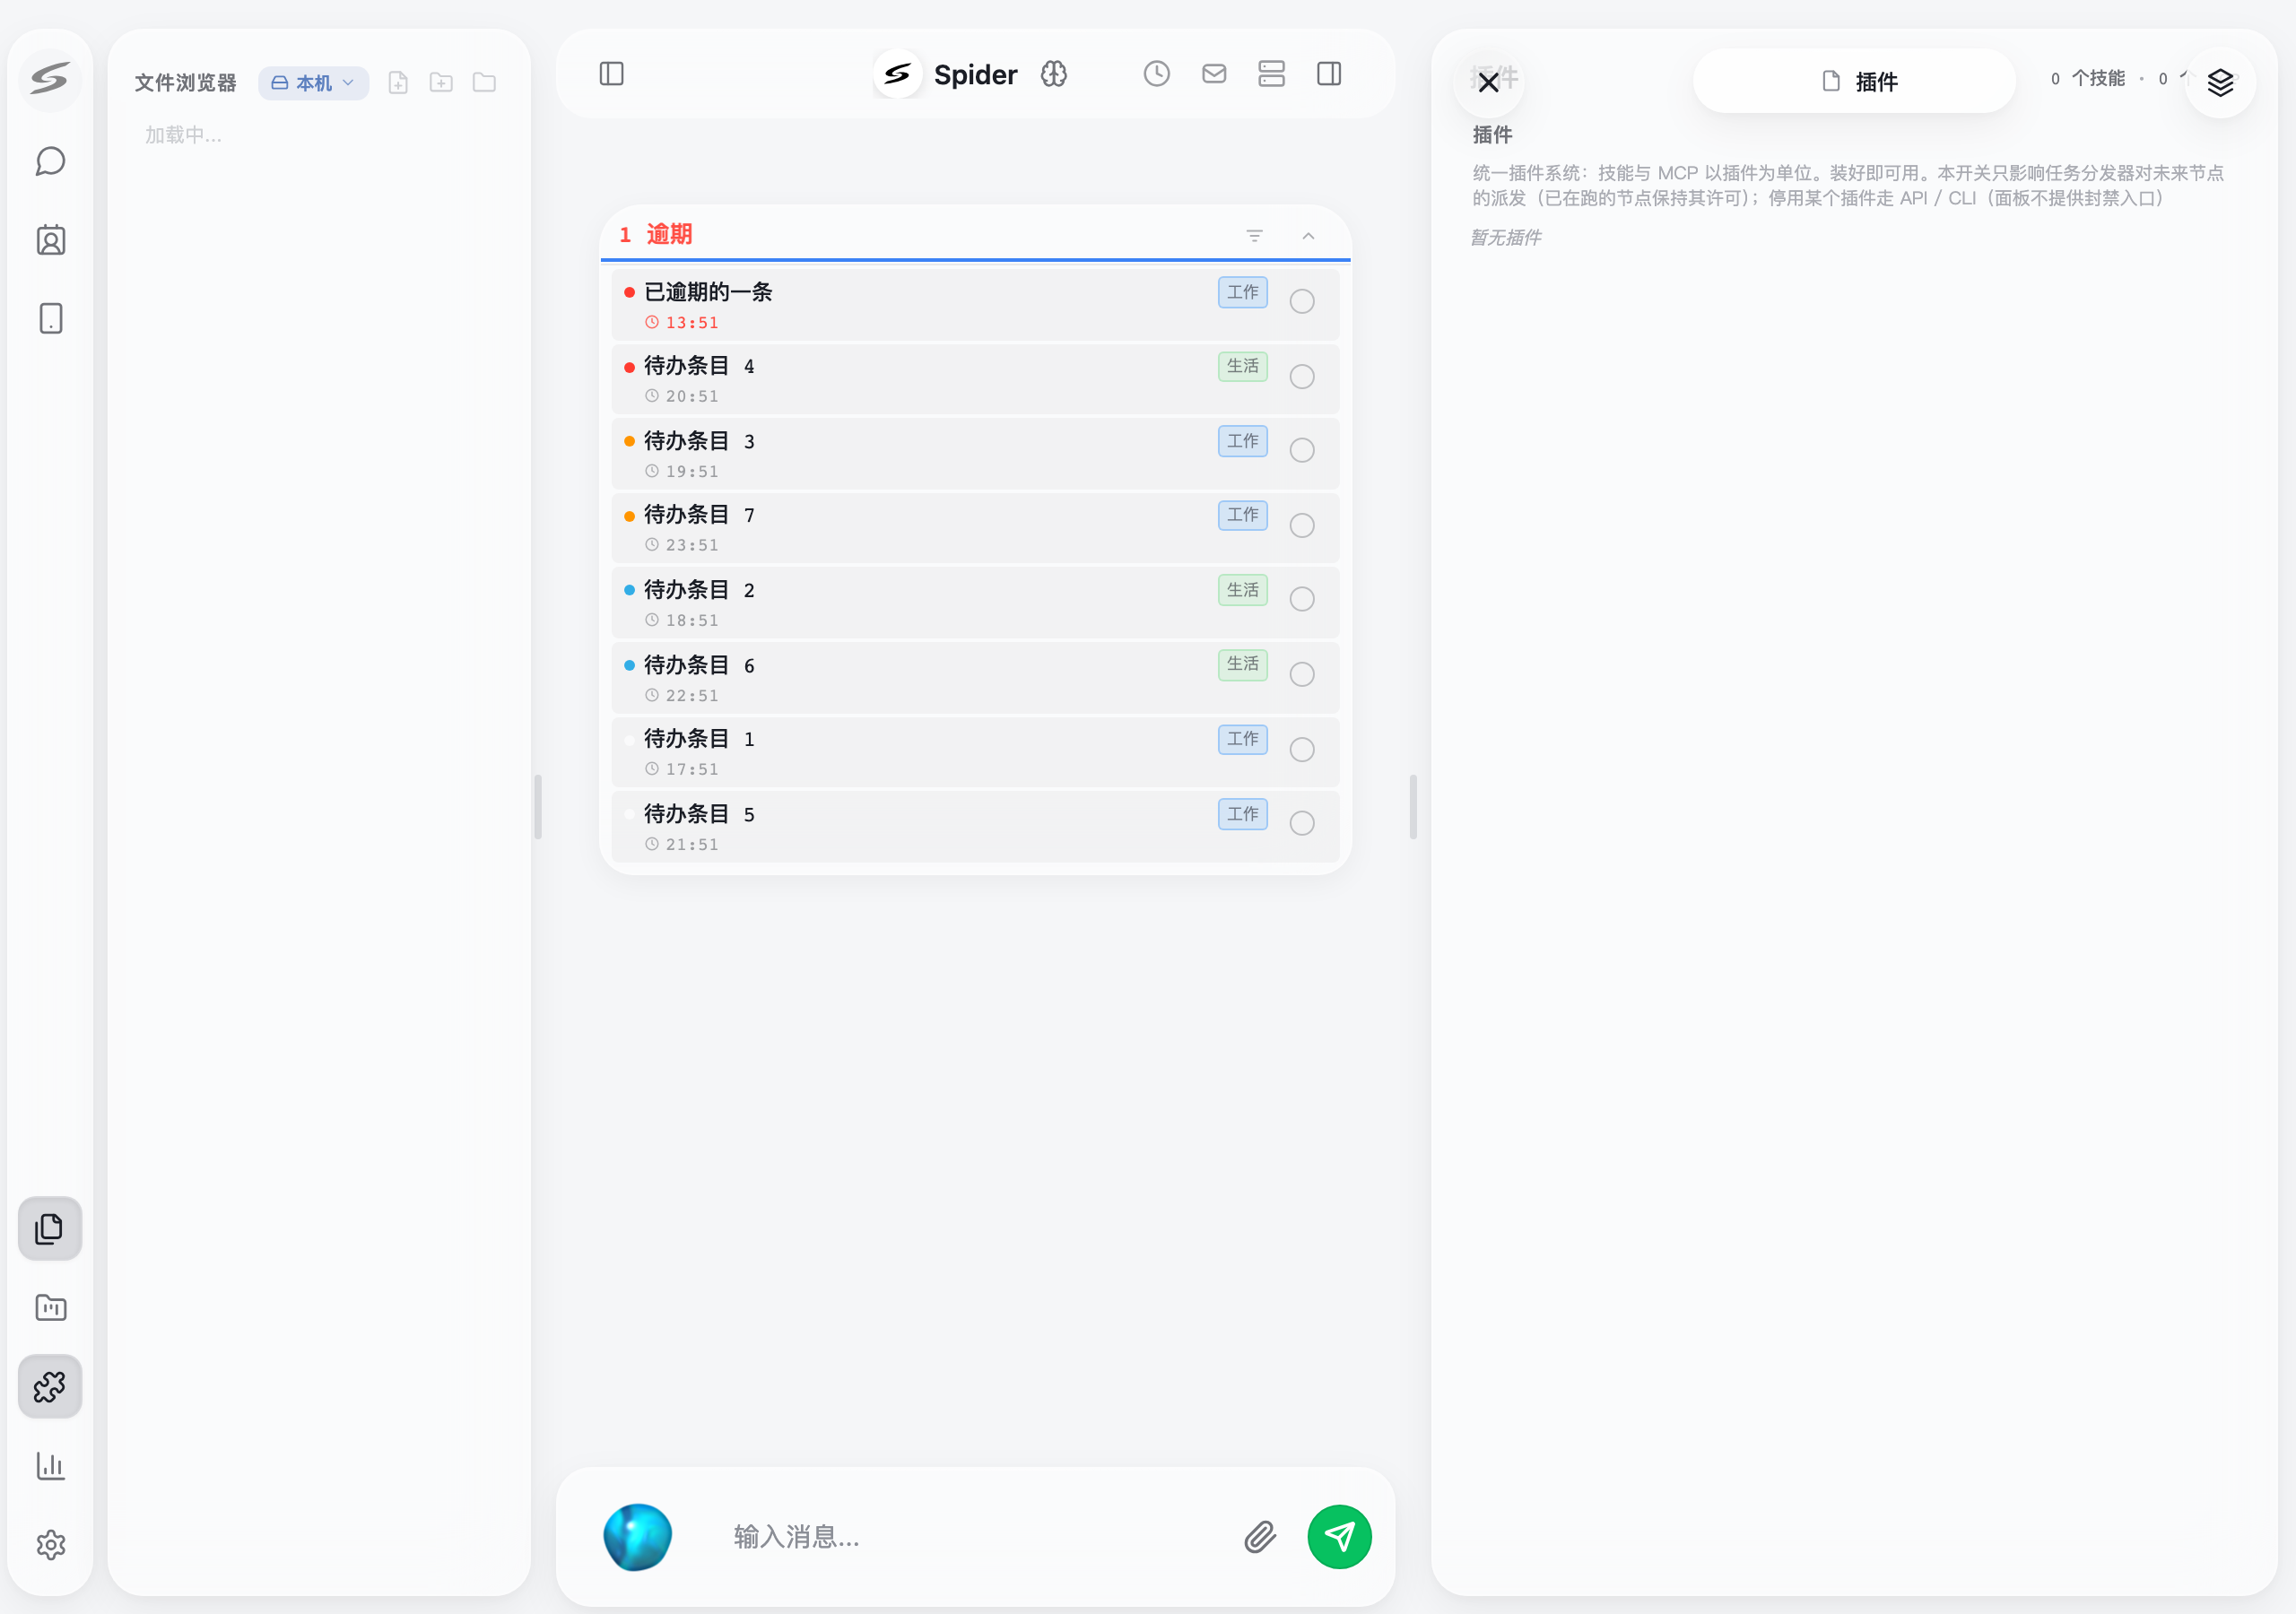 文件浏览器
本机
加载中...
Spider
1 逾期
已逾期的一条
工作
13:51
待办条目 4
生活
20:51
待办条目 3
工作
19:51
待办条目 7
工作
23:51
待办条目 2
生活
18:51
待办条目 6
生活
22:51
待办条目 1
工作
17:51
待办条目 5
工作
21:51
输入消息...
插件
插件
0 个技能 · 0 个
插件
统一插件系统：技能与 MCP 以插件为单位。装好即可用。本开关只影响任务分发器对未来节点
的派发（已在跑的节点保持其许可）；停用某个插件走 API / CLI（面板不提供封禁入口）
暂无插件